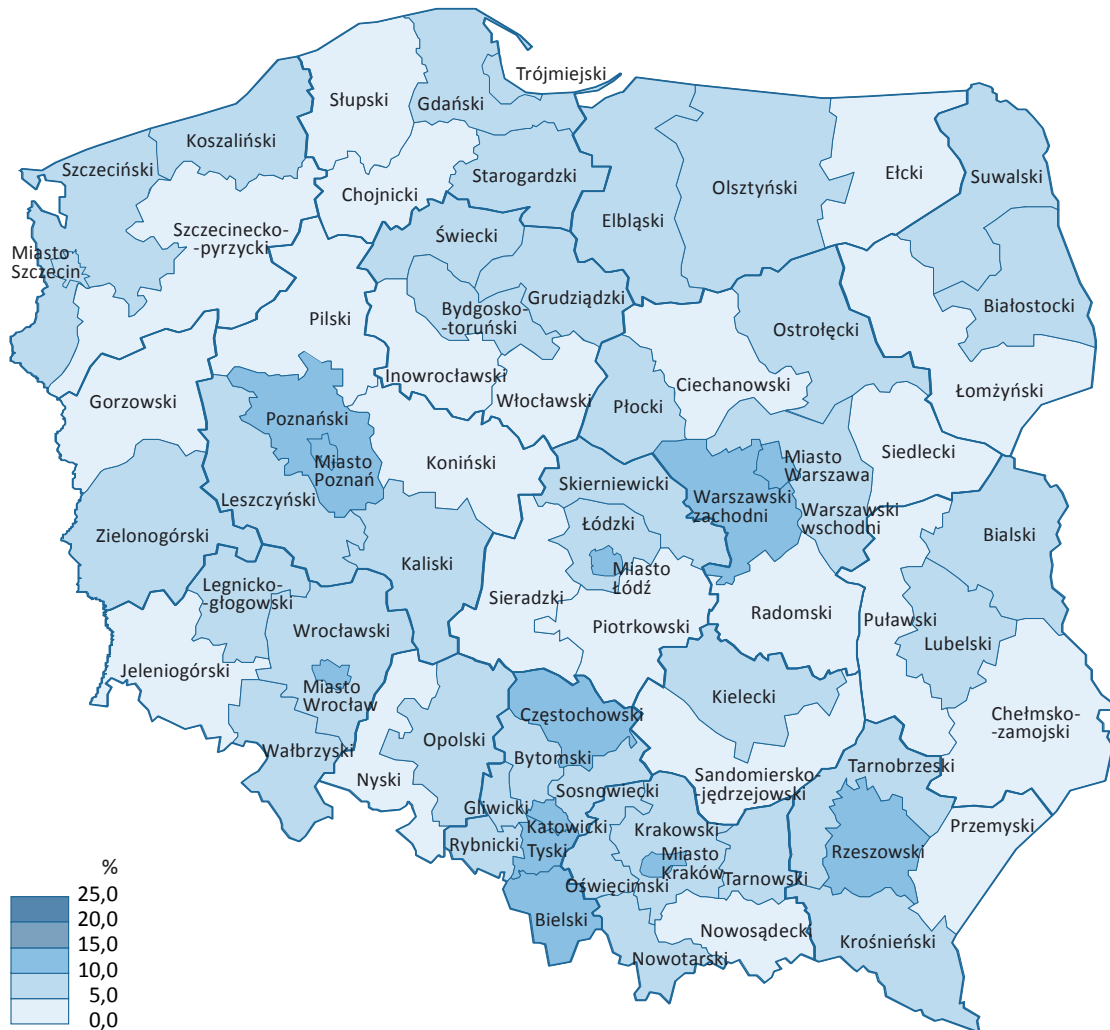 Trójmiejski
Słupski
Gdański
Koszaliński
Szczeciński
Ełcki
Suwalski
Starogardzki
Olsztyński
Chojnicki
Elbląski
Szczecinecko-
-pyrzycki
Świecki
Miasto
Szczecin
Grudziądzki
Białostocki
Bydgosko-
-toruński
Pilski
Ostrołęcki
Inowrocławski
Ciechanowski
Łomżyński
Gorzowski
Włocławski
Płocki
Poznański
Siedlecki
Miasto
Warszawa
Miasto
Poznań
Koniński
Skierniewicki
Leszczyński
Warszawski
zachodni
Warszawski
wschodni
Łódzki
Zielonogórski
Bialski
Kaliski
Miasto
Łódź
Legnicko-
-głogowski
Sieradzki
Radomski
Puławski
Wrocławski
Piotrkowski
Lubelski
Jeleniogórski
Miasto
Wrocław
Kielecki
Chełmsko-
-zamojski
Częstochowski
Opolski
Wałbrzyski
Bytomski
Tarnobrzeski
Nyski
Sandomiersko-
-jędrzejowski
Sosnowiecki
Gliwicki
Katowicki
Krakowski
Przemyski
Rybnicki
Tyski
Miasto
Kraków
Rzeszowski
Oświęcimski
Tarnowski
Bielski
Nowosądecki
Krośnieński
Nowotarski
%
25,0
20,0
15,0
10,0
5,0
0,0